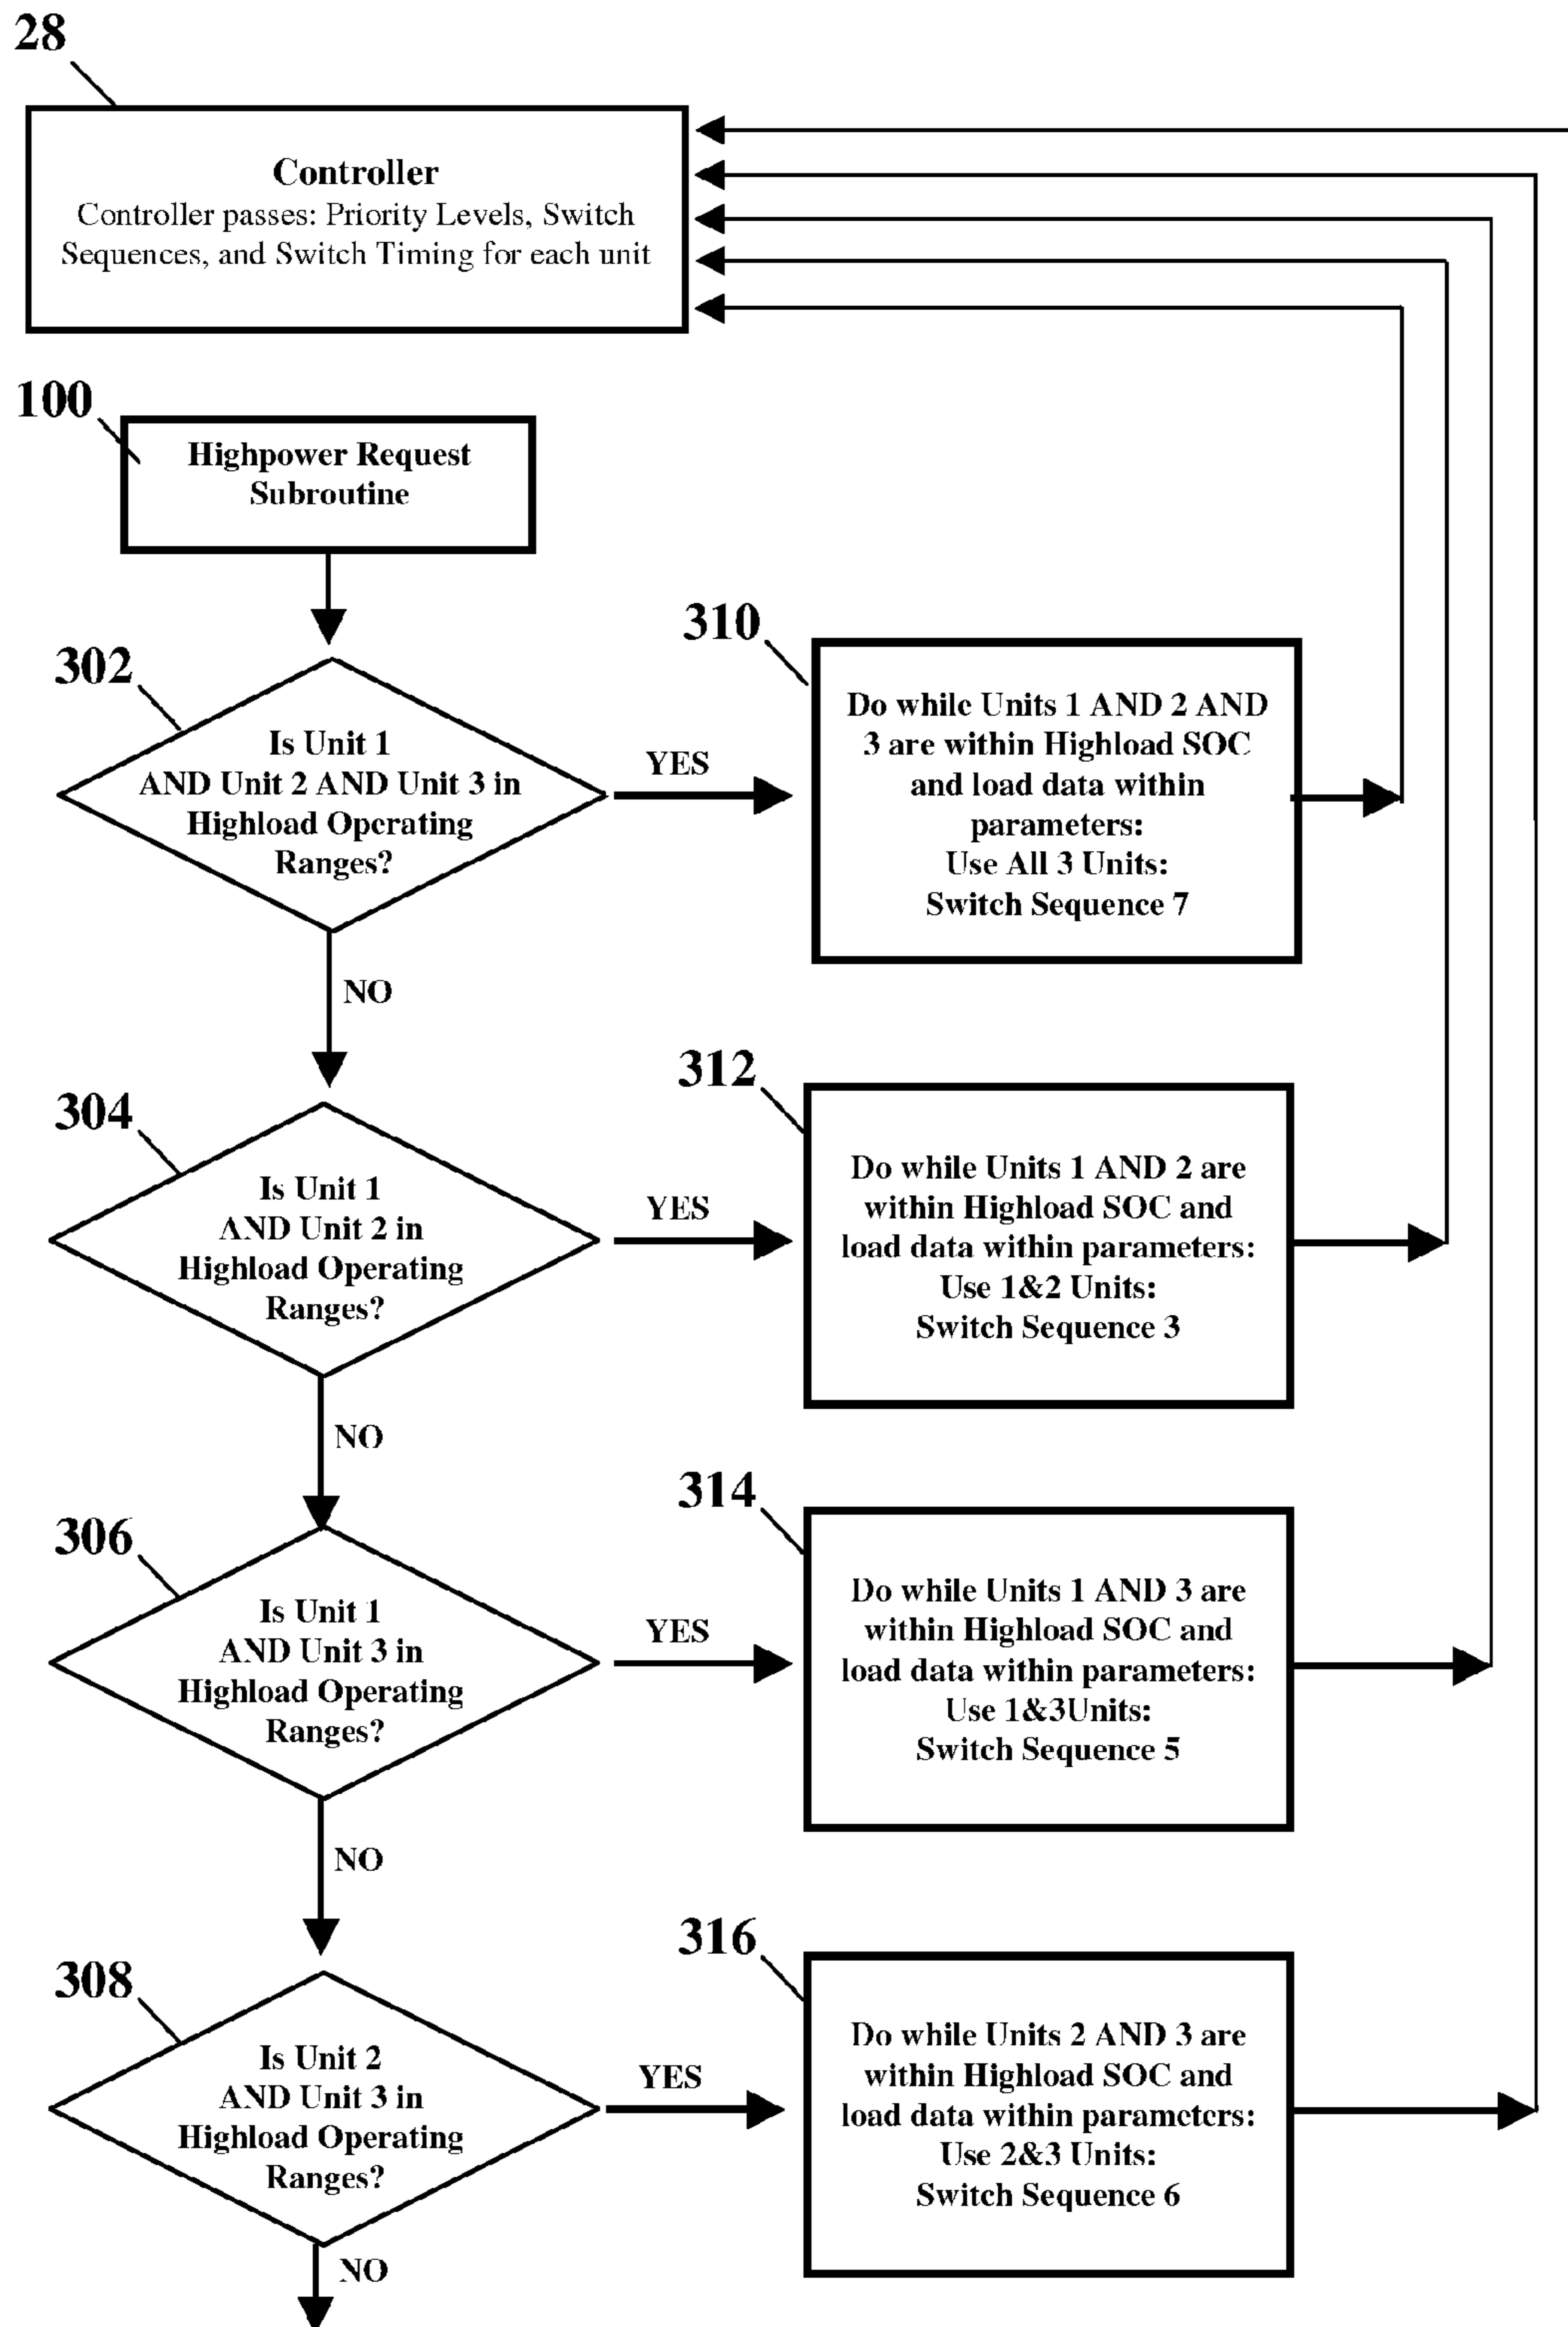 28
Controller
Controller passes: Priority Levels, Switch
Sequences, and Switch Timing for each unit
100
Highpower Request
Subroutine
302
Is Unit 1
AND Unit 2 AND Unit 3 in
Highload Operating
Ranges?
YES
NO
310
Do while Units 1 AND 2 AND
3 are within Highload SOC
and load data within
parameters:
Use All 3 Units:
Switch Sequence 7
304
Is Unit 1
AND Unit 2 in
Highload Operating
Ranges?
YES
NO
312
Do while Units 1 AND 2 are
within Highload SOC and
load data within parameters:
Use 1&2 Units:
Switch Sequence 3
306
Is Unit 1
AND Unit 3 in
Highload Operating
Ranges?
YES
NO
314
Do while Units 1 AND 3 are
within Highload SOC and
load data within parameters:
Use 1&3Units:
Switch Sequence 5
308
Is Unit 2
AND Unit 3 in
Highload Operating
Ranges?
YES
NO
316
Do while Units 2 AND 3 are
within Highload SOC and
load data within parameters:
Use 2&3 Units:
Switch Sequence 6